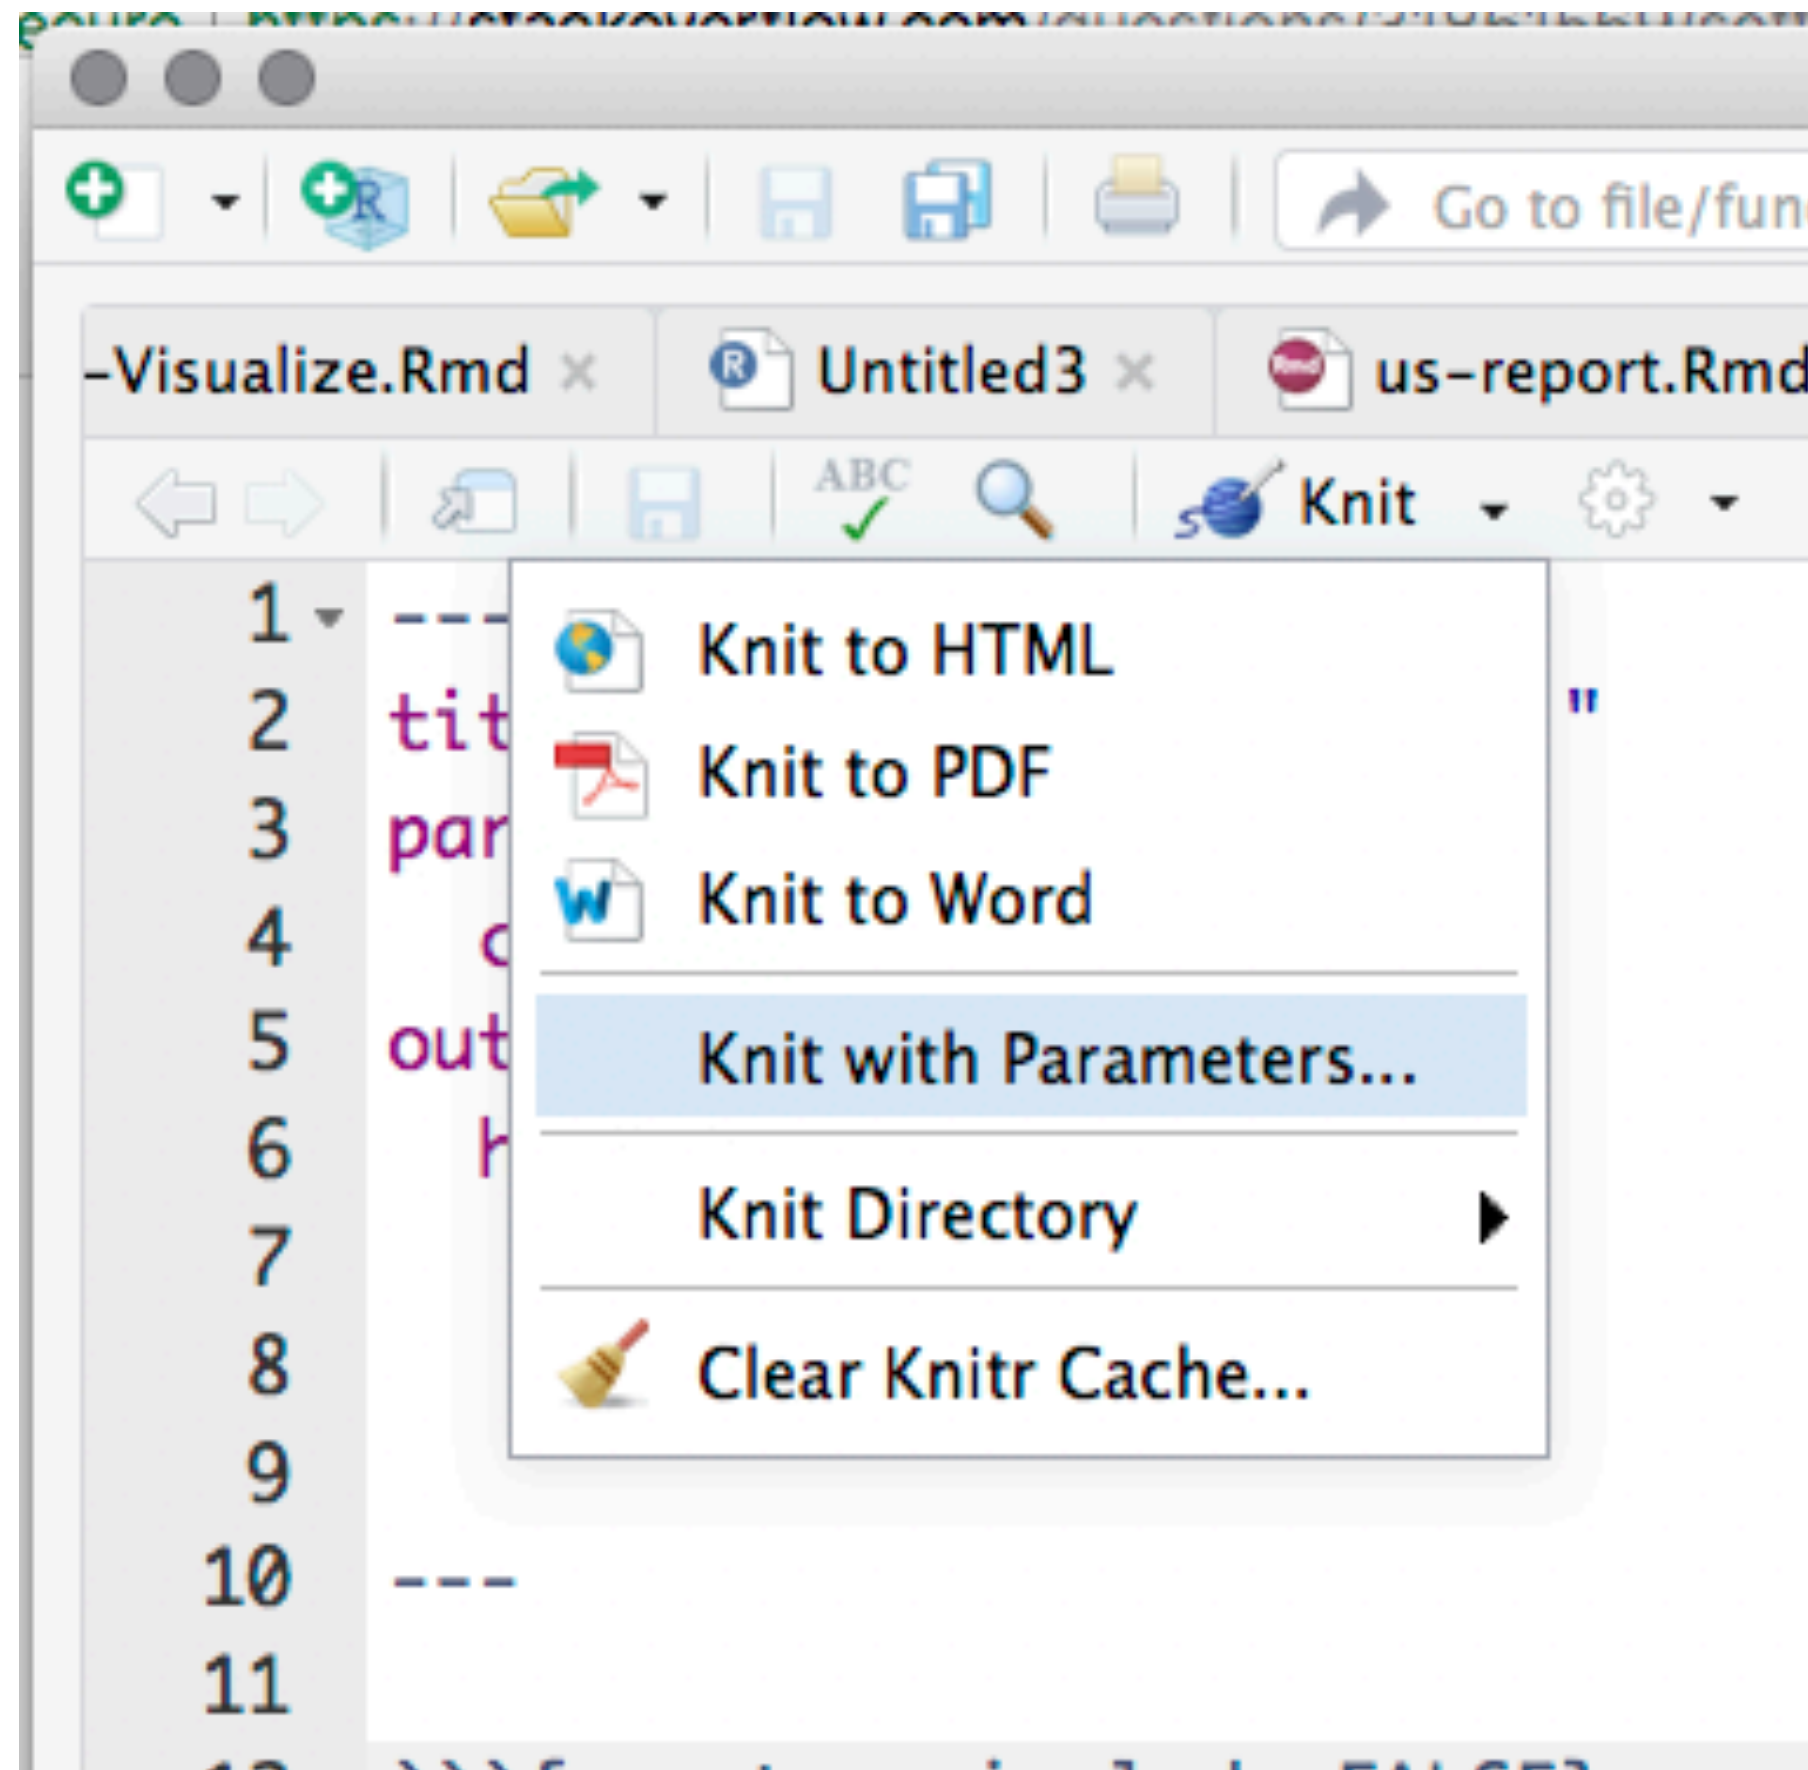 Go to file/fun
-Visualize.Rmd
Untitled3
us-report.Rmd
ABC
Knit
1 ---
2 tit "
3 par
4
5 out
6
7
8
9
10 ---
11
Knit to HTML
Knit to PDF
Knit to Word
Knit with Parameters...
Knit Directory
Clear Knitr Cache...